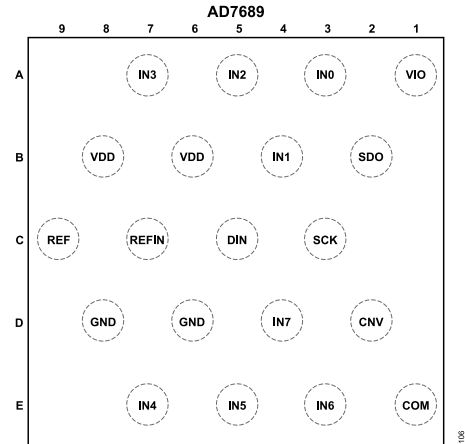 AD7689
9 8 7 6 5 4 3 2 1
A IN3 IN2 IN0 VIO
B VDD VDD IN1 SDO
C REF REFIN DIN SCK
D GND GND IN7 CNV
E IN4 IN5 IN6 COM
106